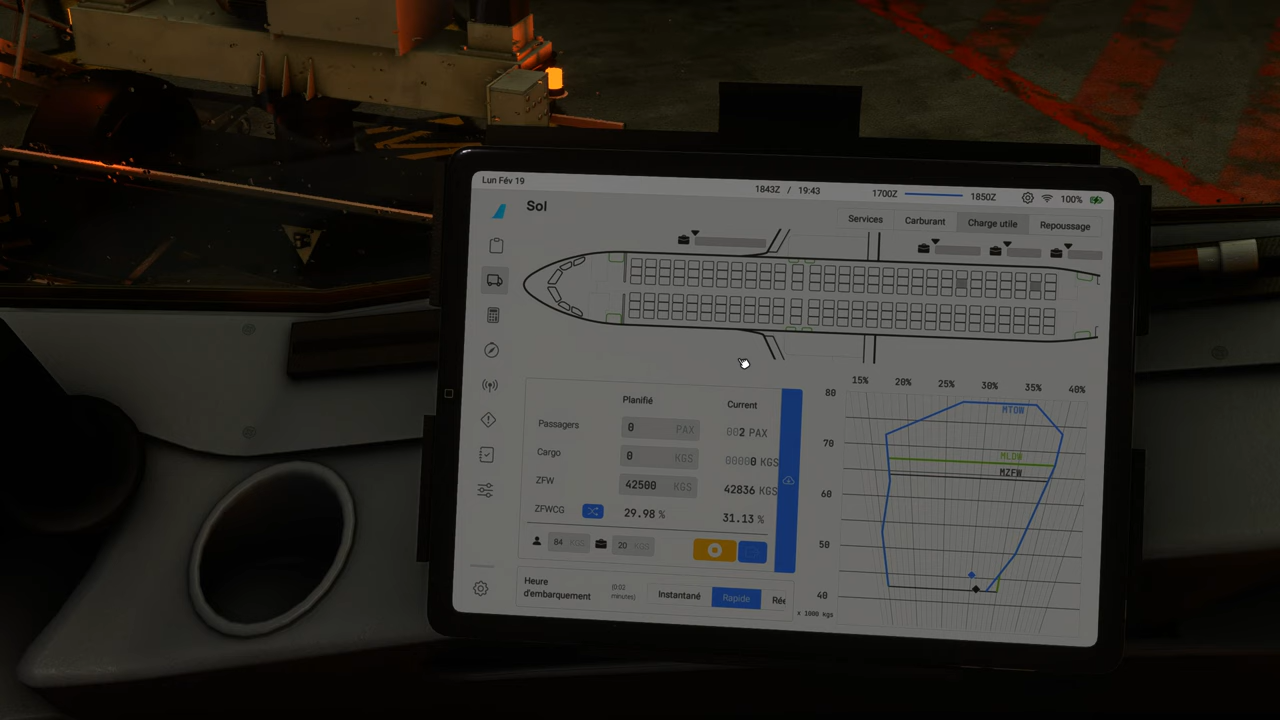 Lun Fév 19
1843Z / 19:43
1700Z 1850Z
100%
Sol
Services Carburant Charge utile Repoussage
Planifié Current
Passagers 0 PAX 002 PAX
Cargo 0 KGS 00000 KGS
ZFW 42500 KGS 42836 KGS
ZFWCG 29.98 % 31.13 %
84 KGS 20 KGS
Heure d'embarquement
(0:02 minutes)
Instantané Rapide Rée
15% 20% 25% 30% 35% 40%
80
70
60
50
40
x 1000 kgs
MTOW
MLDW
MZFW